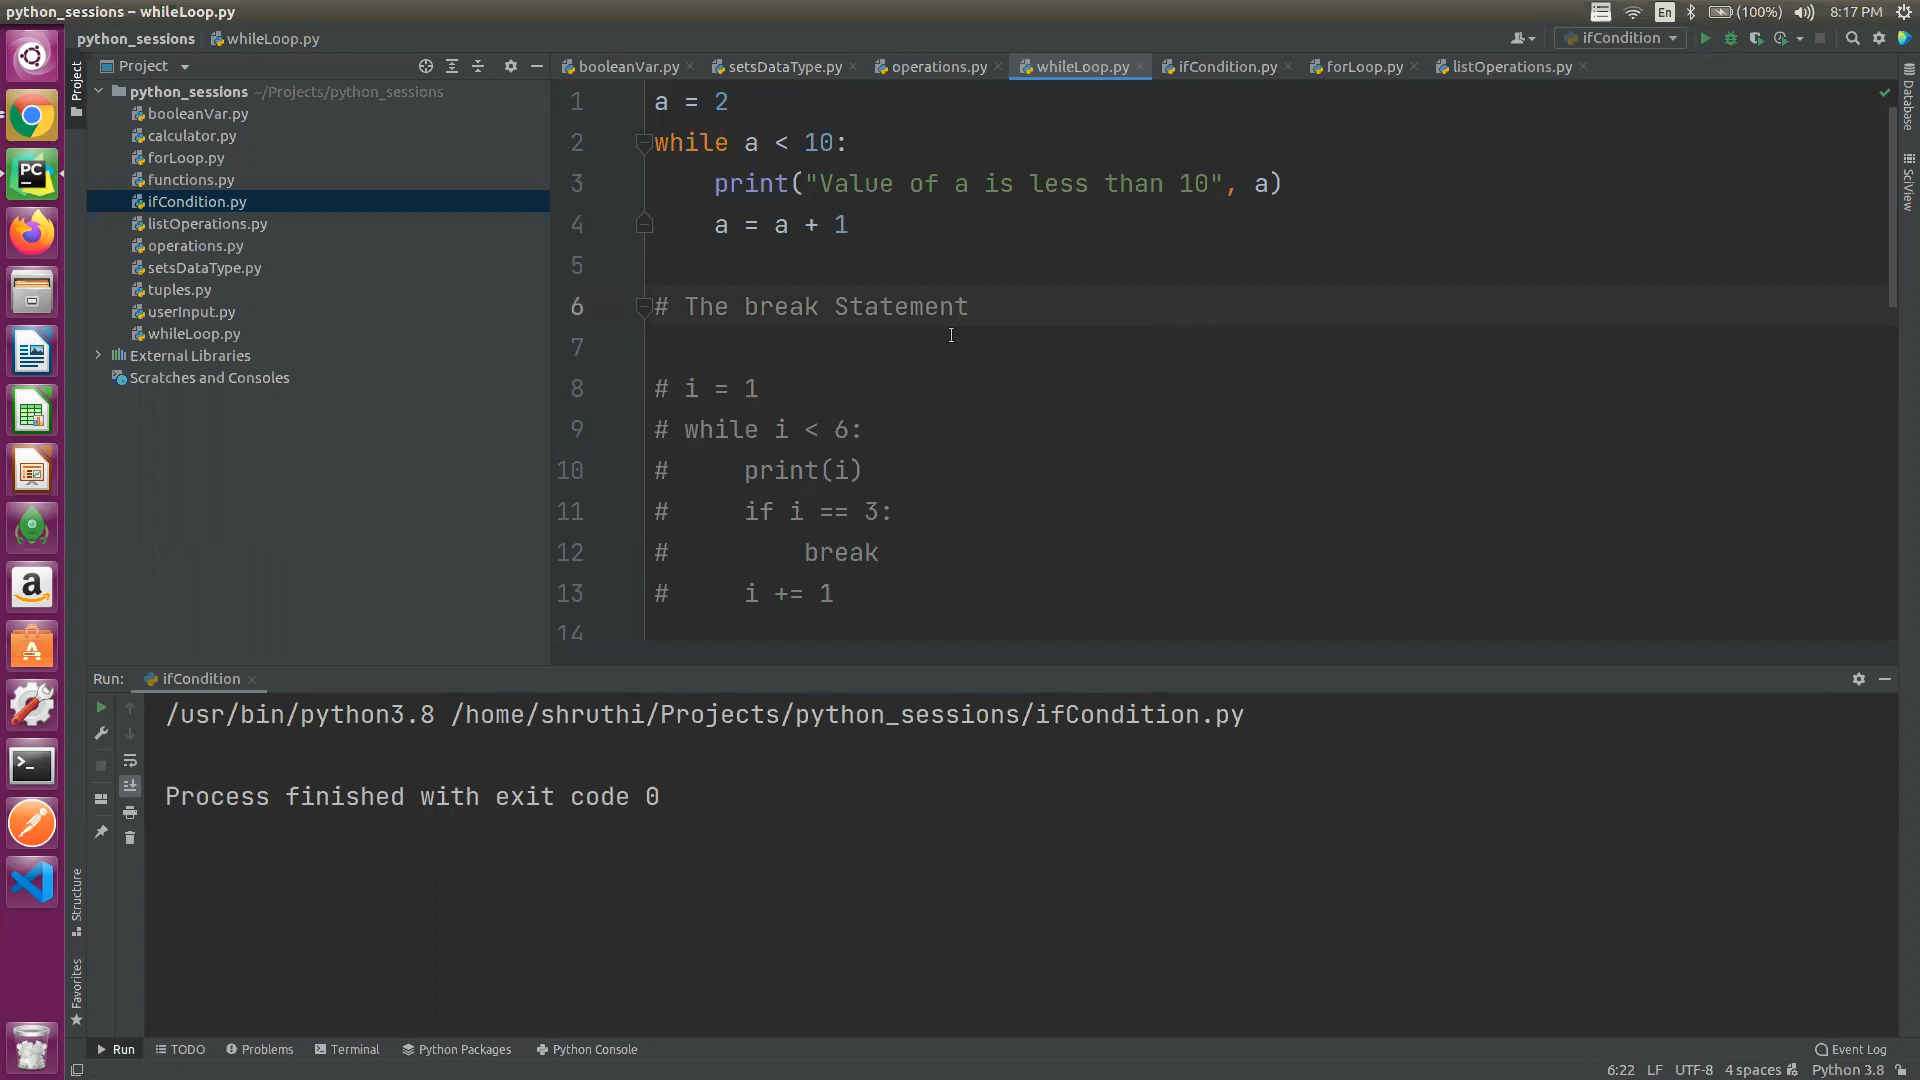 python_sessions – whileLoop.py
En (100%) 8:17 PM
python_sessions whileLoop.py
ifCondition
Project
Project
booleanVar.py setsDataType.py operations.py whileLoop.py ifCondition.py forLoop.py listOperations.py
python_sessions ~/Projects/python_sessions
booleanVar.py
calculator.py
forLoop.py
functions.py
ifCondition.py
listOperations.py
operations.py
setsDataType.py
tuples.py
userInput.py
whileLoop.py
External Libraries
Scratches and Consoles
1 a = 2
2 while a < 10:
3 print("Value of a is less than 10", a)
4 a = a + 1
5
6 # The break Statement
7
8 # i = 1
9 # while i < 6:
10 # print(i)
11 # if i == 3:
12 # break
13 # i += 1
14
Database
SciView
PC
Run: ifCondition
/usr/bin/python3.8 /home/shruthi/Projects/python_sessions/ifCondition.py
Process finished with exit code 0
Structure
Favorites
Run TODO Problems Terminal Python Packages Python Console Event Log
6:22 LF UTF-8 4 spaces Python 3.8